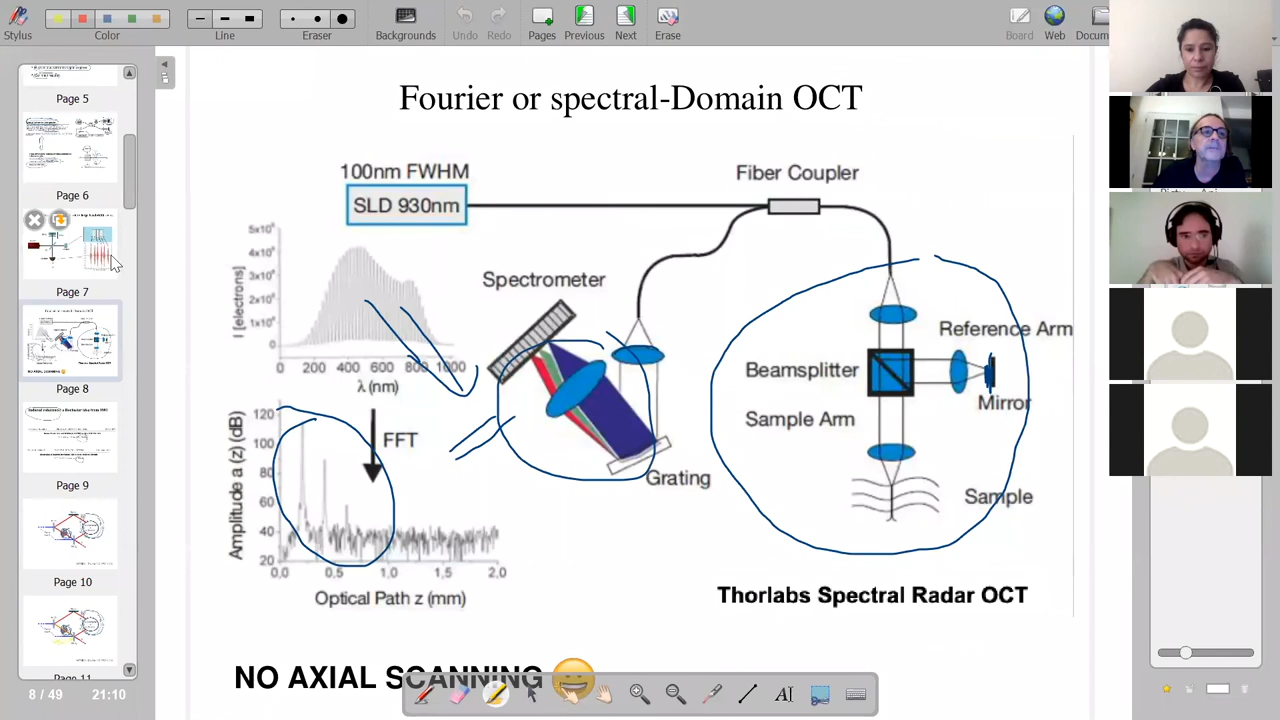 Stylus
Color
Line
Eraser
Backgrounds
Undo
Redo
Pages
Previous
Next
Erase
Board
Web
Docum
Page 5
Page 6
Page 7
Page 8
Page 9
Page 10
8 / 49
21:10
Fourier or spectral-Domain OCT
100nm FWHM
SLD 930nm
Fiber Coupler
Spectrometer
I [electrons]
0
200
400
600
800
1000
λ (nm)
FFT
Amplitude a (z) (dB)
120
100
80
60
40
20
0,0
0,5
1,0
1,5
2,0
Optical Path z (mm)
Grating
Reference Arm
Beamsplitter
Mirror
Sample Arm
Sample
Thorlabs Spectral Radar OCT
NO AXIAL SCANNING